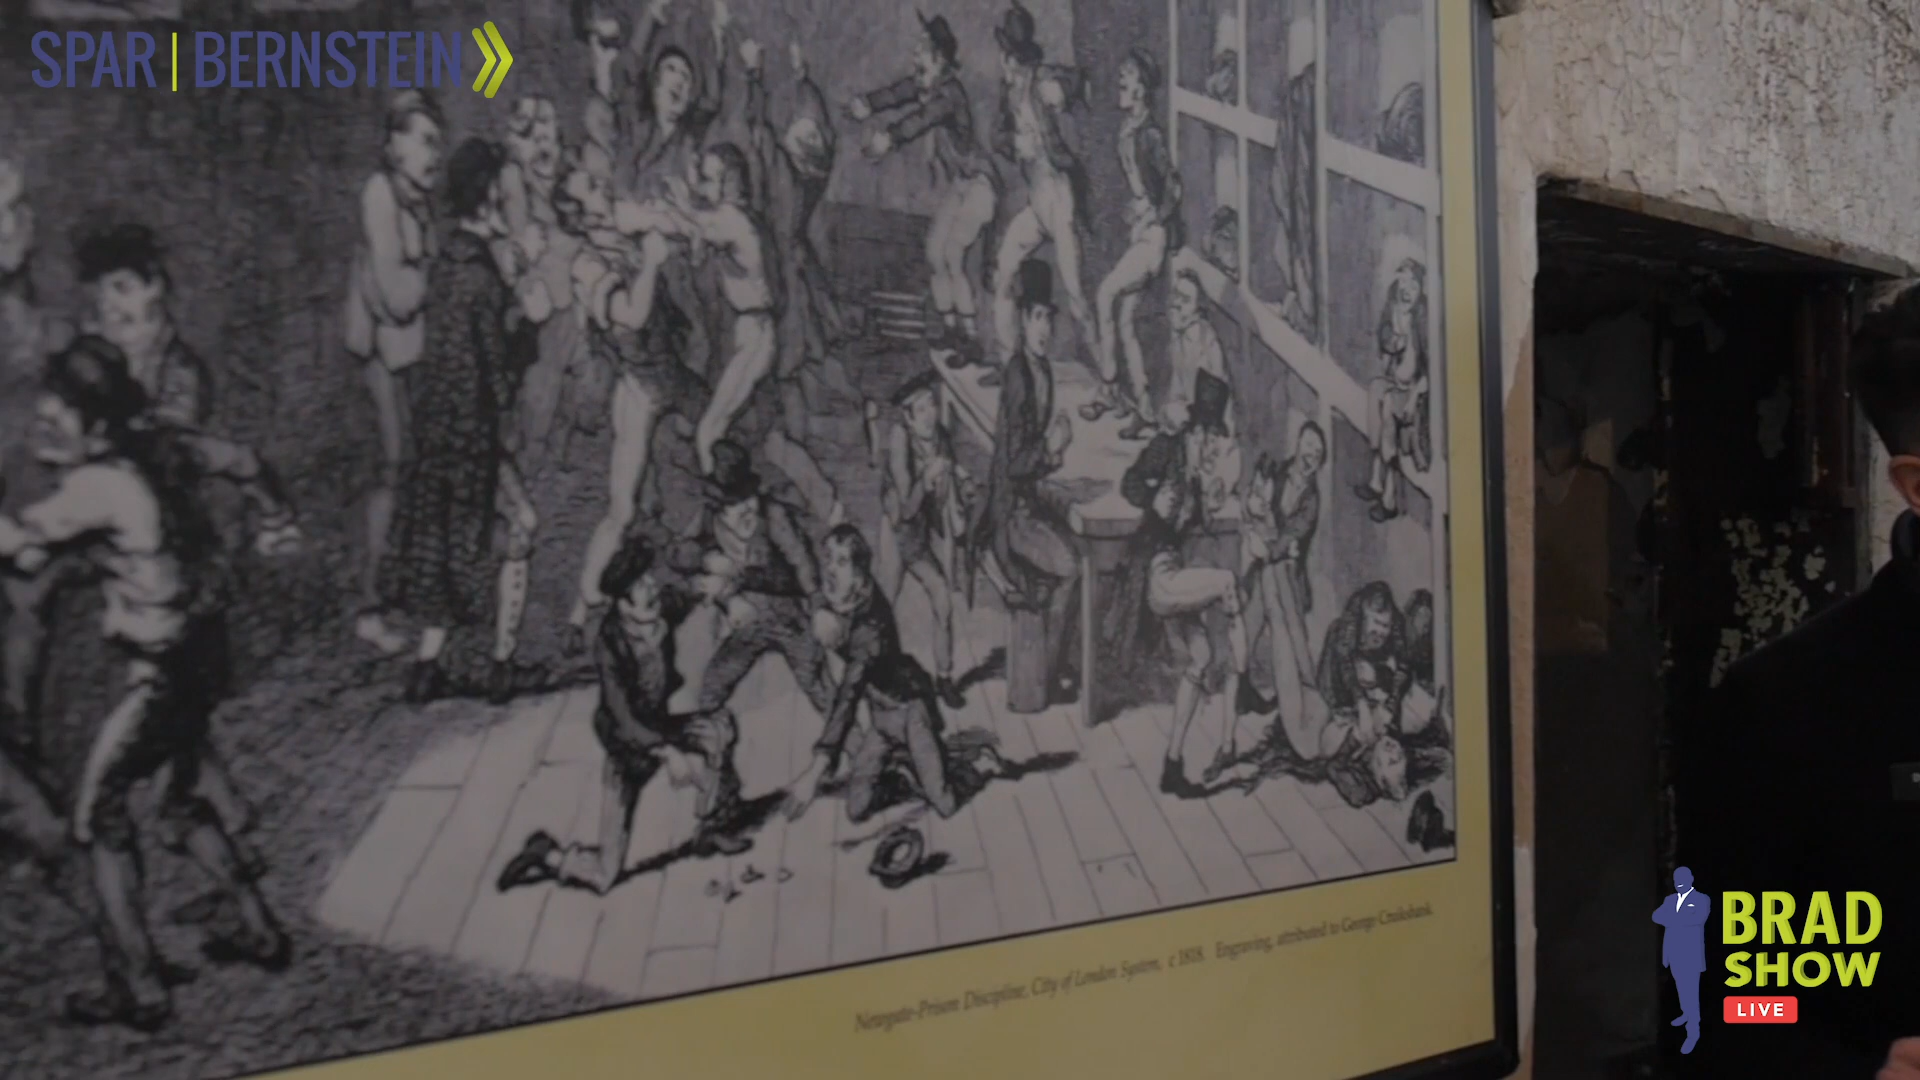 SPAR | BERNSTEIN
Newgate-Prison Discipline, City of London System, c 1818. Engraving, attributed to George Cruikshank.
BRAD
SHOW
LIVE